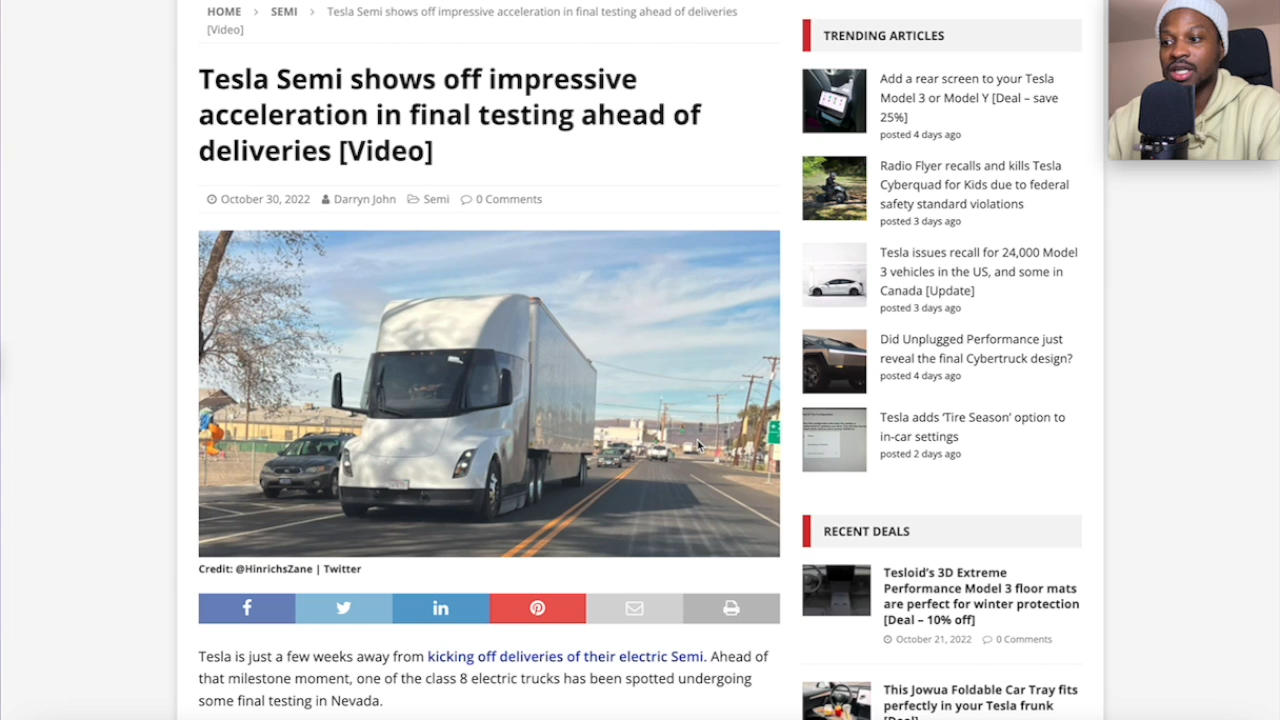 HOME > SEMI > Tesla Semi shows off impressive acceleration in final testing ahead of deliveries
[Video]
Tesla Semi shows off impressive
acceleration in final testing ahead of
deliveries [Video]
October 30, 2022 Darryn John Semi 0 Comments
Credit: @HinrichsZane | Twitter
Tesla is just a few weeks away from kicking off deliveries of their electric Semi. Ahead of
that milestone moment, one of the class 8 electric trucks has been spotted undergoing
some final testing in Nevada.
TRENDING ARTICLES
Add a rear screen to your Tesla
Model 3 or Model Y [Deal – save
25%]
posted 4 days ago
Radio Flyer recalls and kills Tesla
Cyberquad for Kids due to federal
safety standard violations
posted 3 days ago
Tesla issues recall for 24,000 Model
3 vehicles in the US, and some in
Canada [Update]
posted 3 days ago
Did Unplugged Performance just
reveal the final Cybertruck design?
posted 4 days ago
Tesla adds ‘Tire Season’ option to
in-car settings
posted 2 days ago
RECENT DEALS
Tesloid’s 3D Extreme
Performance Model 3 floor mats
are perfect for winter protection
[Deal – 10% off]
October 21, 2022 0 Comments
This Jowua Foldable Car Tray fits
perfectly in your Tesla frunk
[Deal]